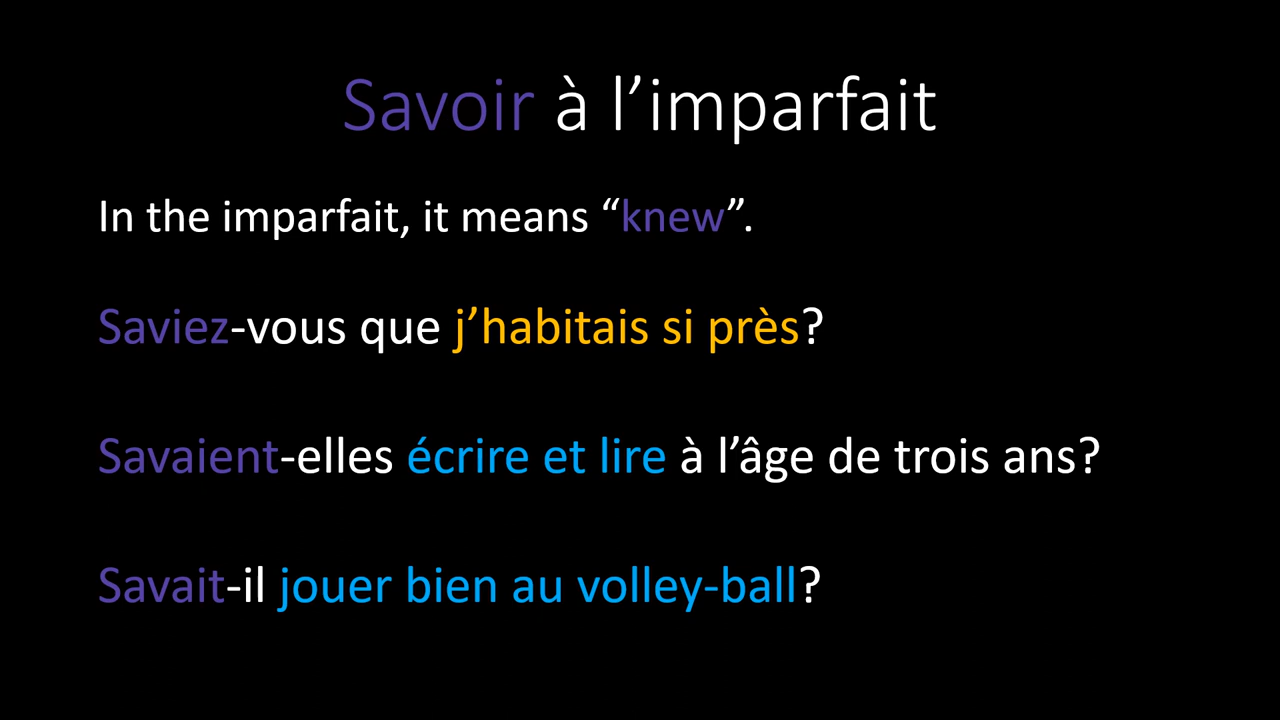 Savoir à l’imparfait
In the imparfait, it means “knew”.
Saviez-vous que j’habitais si près?
Savaient-elles écrire et lire à l’âge de trois ans?
Savait-il jouer bien au volley-ball?